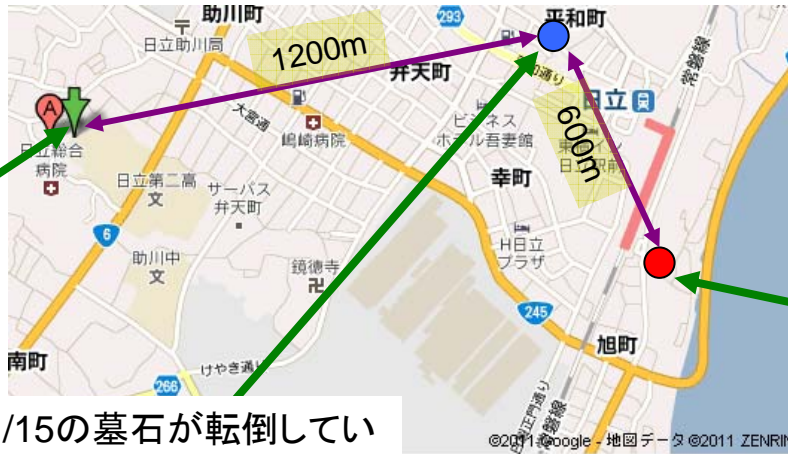 助川町
293
平和町
日立助川局
1200m
弁天町
常磐線
大宮通
日立
A
嶋崎病院
ビジネス
ホテル吾妻館
600m
日立総合
病院
日立第二高
サーパス
弁天町
幸町
6
助川中
鏡徳寺
H日立
プラザ
245
旭町
南町
けやき通り
266
常磐線
/15の墓石が転倒してい
©2011 Google - 地図データ ©2011 ZENRIN